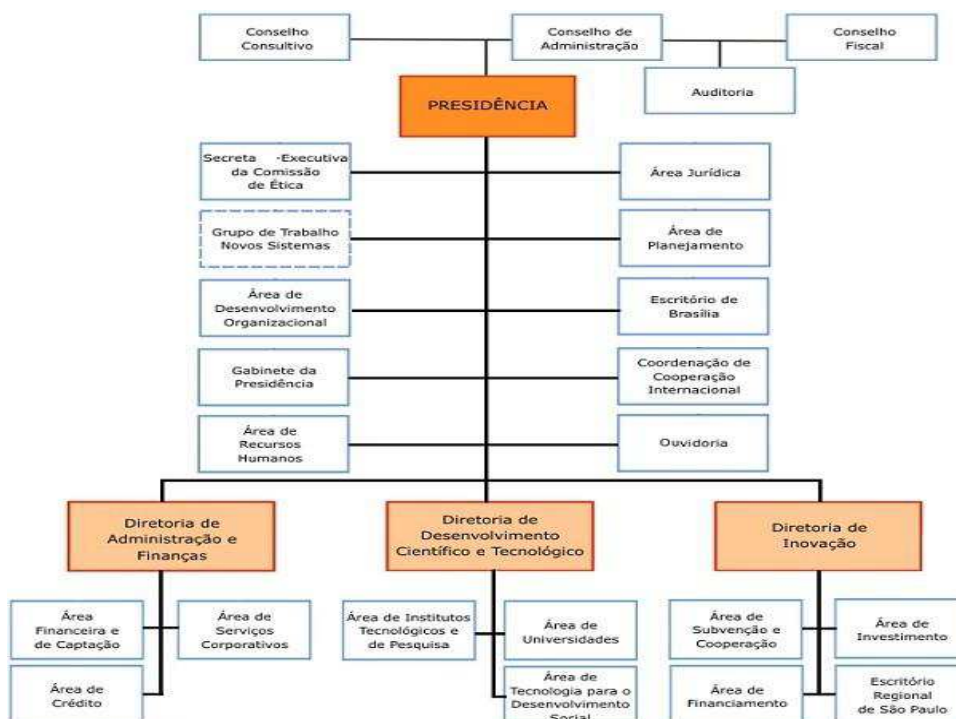 Conselho
Consultivo
Conselho de
Administração
Conselho
Fiscal
Auditoria
PRESIDÊNCIA
Secreta -Executiva
da Comissão
de Ética
Área Jurídica
Grupo de Trabalho
Novos Sistemas
Área de
Planejamento
Área de
Desenvolvimento
Organizacional
Escritório de
Brasília
Gabinete da
Presidência
Coordenação de
Cooperação
Internacional
Área de
Recursos
Humanos
Ouvidoria
Diretoria de
Administração e
Finanças
Diretoria de
Desenvolvimento
Científico e Tecnológico
Diretoria de
Inovação
Área
Financeira e
de Captação
Área de
Serviços
Corporativos
Área de Institutos
Tecnológicos e
de Pesquisa
Área de
Universidades
Área de
Subvenção e
Cooperação
Área de
Investimento
Área de
Crédito
Área de
Tecnologia para o
Desenvolvimento
Social
Área de
Financiamento
Escritório
Regional
de São Paulo